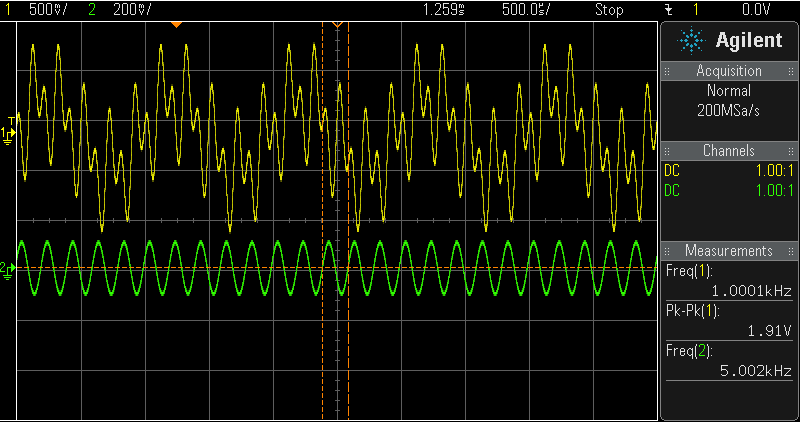 1 500mV/ 2 200mV/ 1.259ms 500.0us/ Stop 1 0.0V
Agilent
Acquisition
Normal
200MSa/s
Channels
DC 1.00:1
DC 1.00:1
Measurements
Freq(1):
1.0001kHz
Pk-Pk(1):
1.91V
Freq(2):
5.002kHz
T
1
2